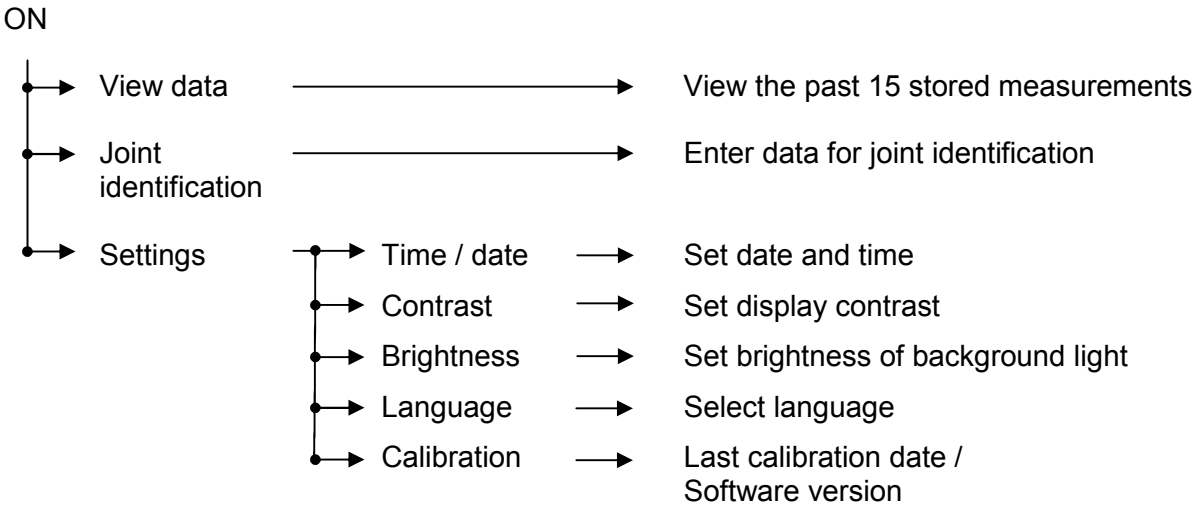 ON
View data View the past 15 stored measurements
Joint Enter data for joint identification
identification
Settings Time / date Set date and time
Contrast Set display contrast
Brightness Set brightness of background light
Language Select language
Calibration Last calibration date /
Software version